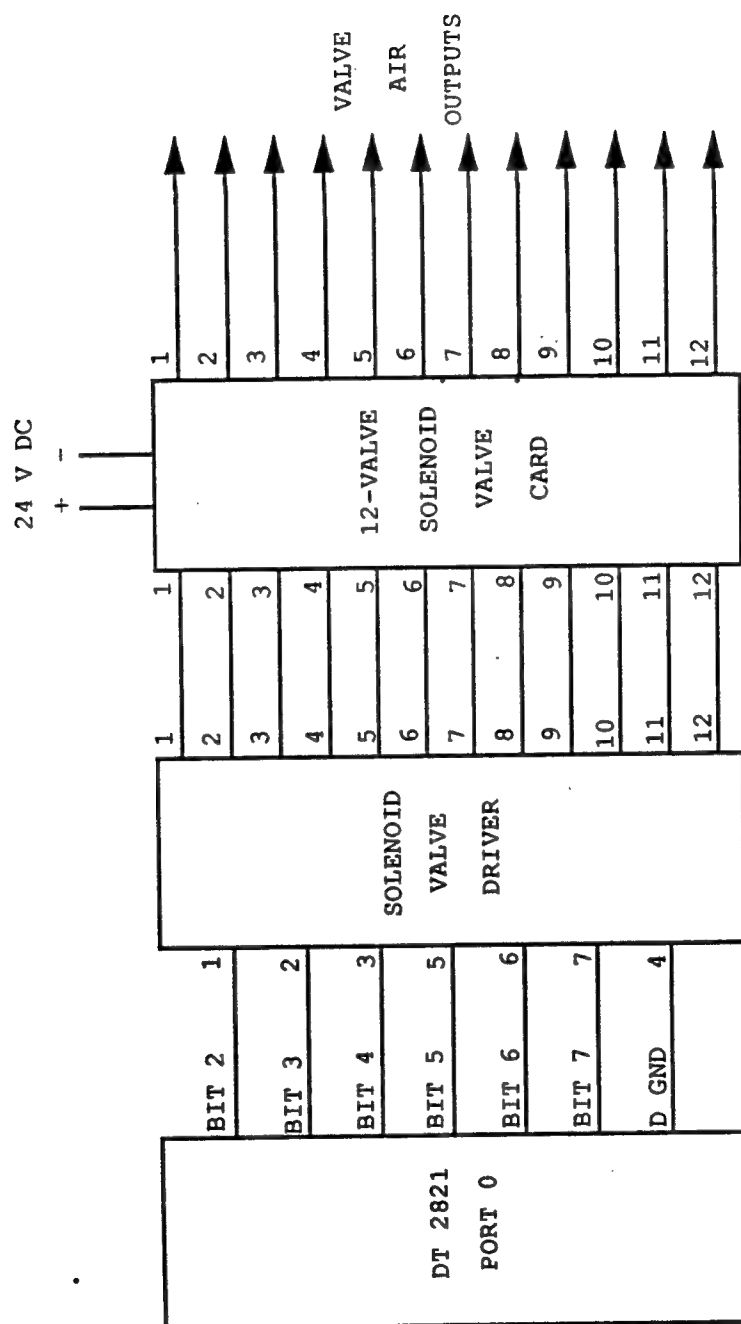 24 V DC
+ -
DT 2821
PORT 0
BIT 2 1
BIT 3 2
BIT 4 3
BIT 5 5
BIT 6 6
BIT 7 7
D GND 4
SOLENOID
VALVE
DRIVER
1 1
2 2
3 3
4 4
5 5
6 6
7 7
8 8
9 9
10 10
11 11
12 12
12-VALVE
SOLENOID
VALVE
CARD
1
2
3
4
5
6
7
8
9
10
11
12
VALVE
AIR
OUTPUTS